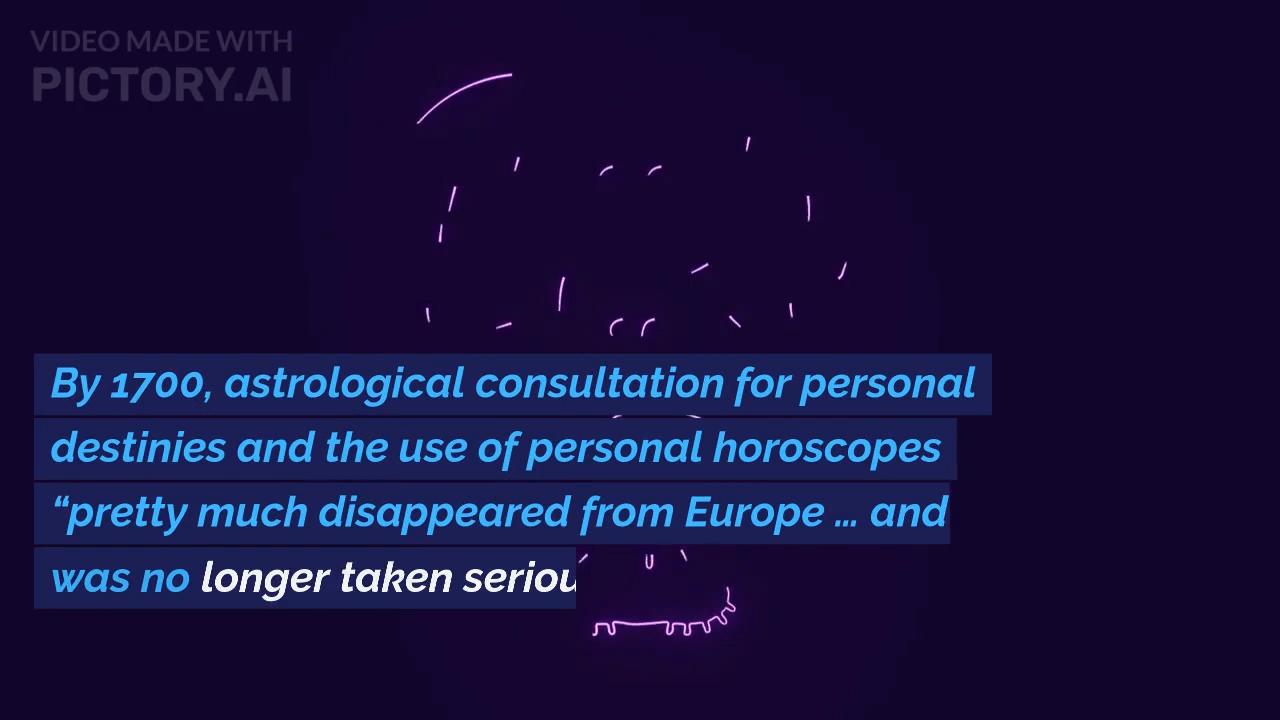 VIDEO MADE WITH
PICTORY.AI
By 1700, astrological consultation for personal
destinies and the use of personal horoscopes
“pretty much disappeared from Europe … and
was no longer taken